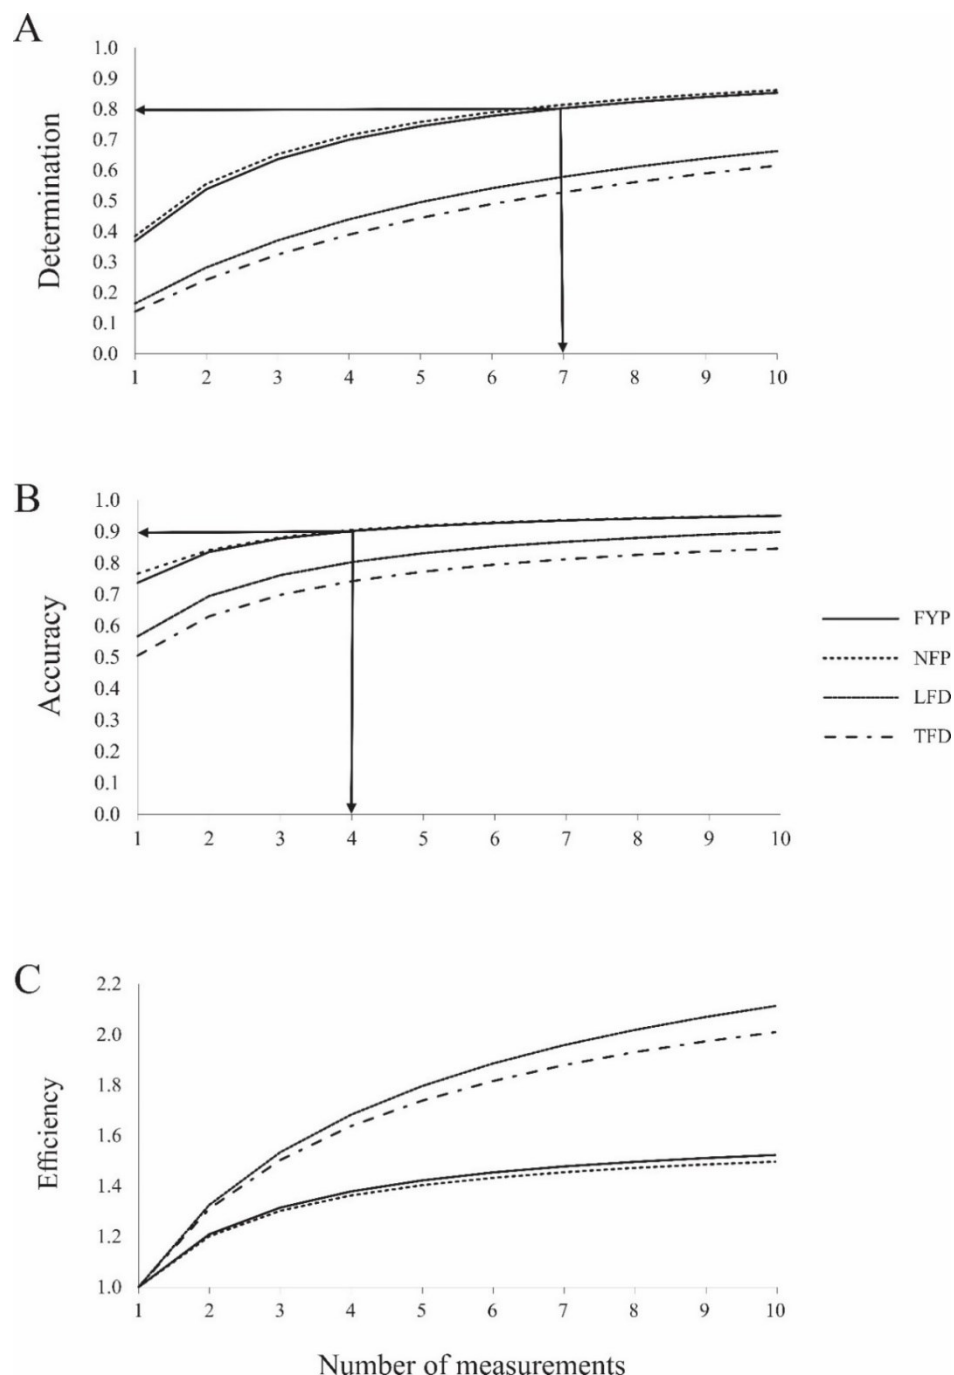 A
Determination
1.0
0.9
0.8
0.7
0.6
0.5
0.4
0.3
0.2
0.1
0.0
1 2 3 4 5 6 7 8 9 10
B
Accuracy
1.0
0.9
0.8
0.7
0.6
0.5
0.4
0.3
0.2
0.1
0.0
1 2 3 4 5 6 7 8 9 10
FYP
NFP
LFD
TFD
C
Efficiency
2.2
2.0
1.8
1.6
1.4
1.2
1.0
1 2 3 4 5 6 7 8 9 10
Number of measurements